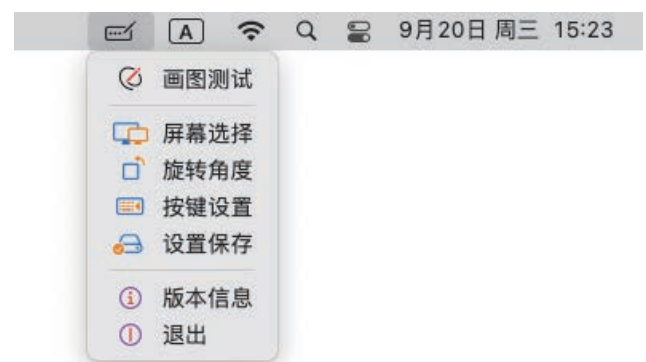 A 9月20日 周三 15:23
画图测试
屏幕选择
旋转角度
按键设置
设置保存
版本信息
退出